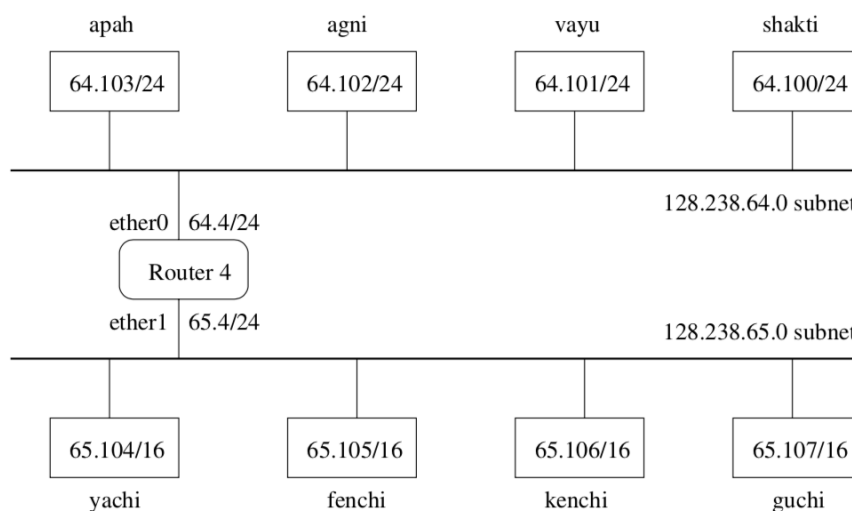 apah agni vayu shakti
64.103/24 64.102/24 64.101/24 64.100/24
128.238.64.0 subnet
ether0 64.4/24
Router 4
ether1 65.4/24
128.238.65.0 subnet
65.104/16 65.105/16 65.106/16 65.107/16
yachi fenchi kenchi guchi